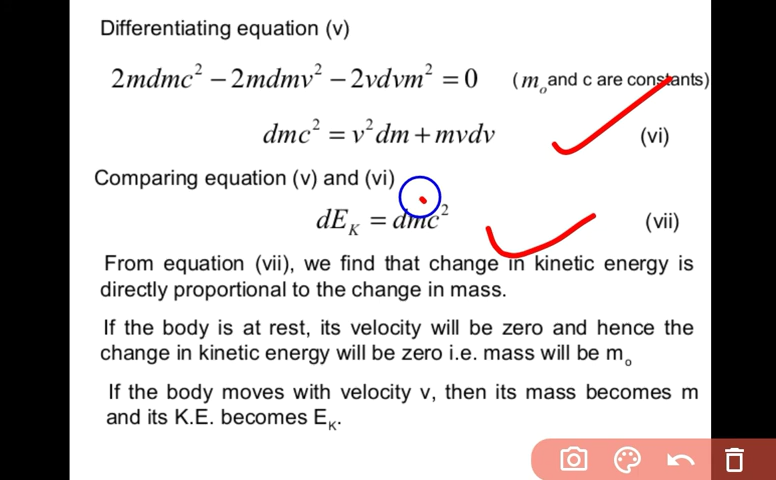 Differentiating equation (v)
2mdmc² − 2mdmv² − 2vdvm² = 0 (mₒand c are constants)
dmc² = v²dm + mvdv (vi)
Comparing equation (v) and (vi)
dE_K = dmc² (vii)
From equation (vii), we find that change in kinetic energy is
directly proportional to the change in mass.
If the body is at rest, its velocity will be zero and hence the
change in kinetic energy will be zero i.e. mass will be mₒ
If the body moves with velocity v, then its mass becomes m
and its K.E. becomes E_K.